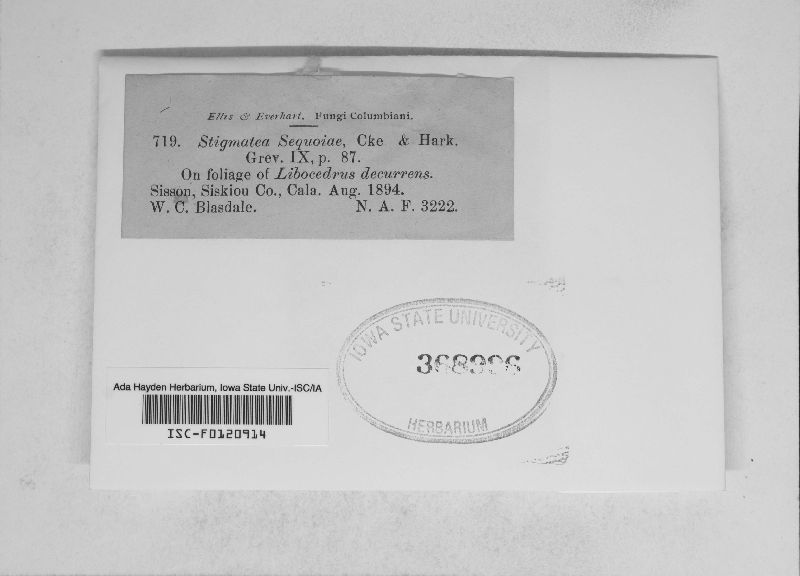 Ellis & Everhart. Fungi Columbiani.
719. Stigmatea Sequoiae, Cke & Hark.
Grev. IX, p. 87.
On foliage of Libocedrus decurrens.
Sisson, Siskiou Co., Cala. Aug. 1894.
W. C. Blasdale. N. A. F. 3222.
IOWA STATE UNIVERSITY
HERBARIUM
Ada Hayden Herbarium, Iowa State Univ.-ISC/IA
ISC-F0120914